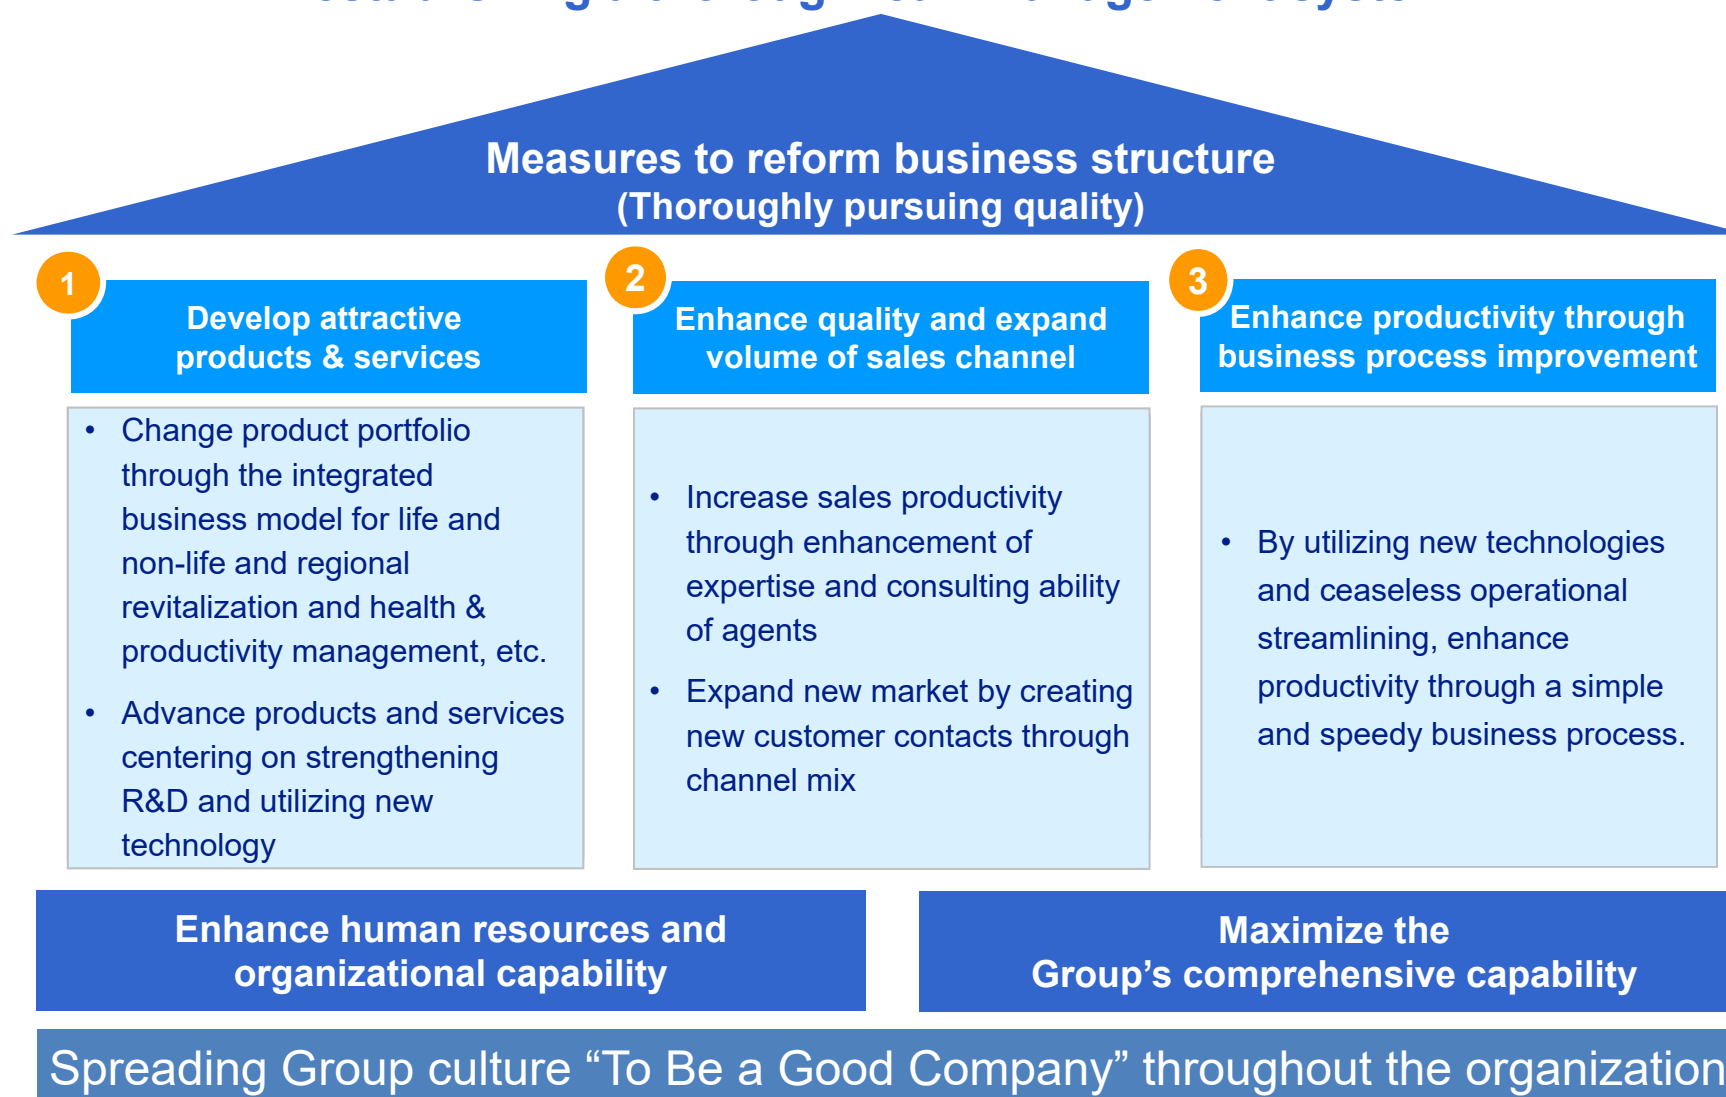 Measures to reform business structure
(Thoroughly pursuing quality)
1
Develop attractive
products & services
• Change product portfolio
through the integrated
business model for life and
non-life and regional
revitalization and health &
productivity management, etc.
• Advance products and services
centering on strengthening
R&D and utilizing new
technology
2
Enhance quality and expand
volume of sales channel
• Increase sales productivity
through enhancement of
expertise and consulting ability
of agents
• Expand new market by creating
new customer contacts through
channel mix
3
Enhance productivity through
business process improvement
• By utilizing new technologies
and ceaseless operational
streamlining, enhance
productivity through a simple
and speedy business process.
Enhance human resources and
organizational capability
Maximize the
Group’s comprehensive capability
Spreading Group culture “To Be a Good Company” throughout the organization